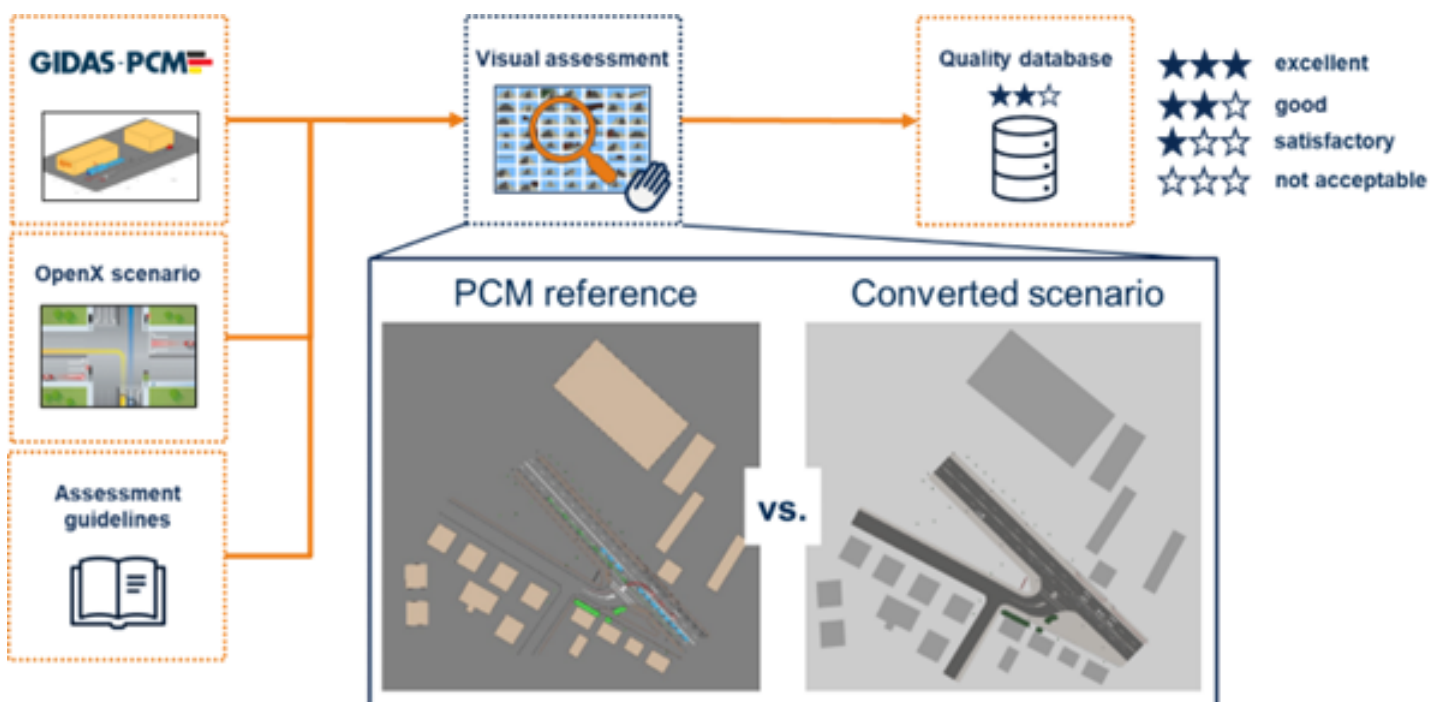 GIDAS-PCM
Visual assessment
Quality database
excellent
good
satisfactory
not acceptable
OpenX scenario
PCM reference
Converted scenario
vs.
Assessment
guidelines